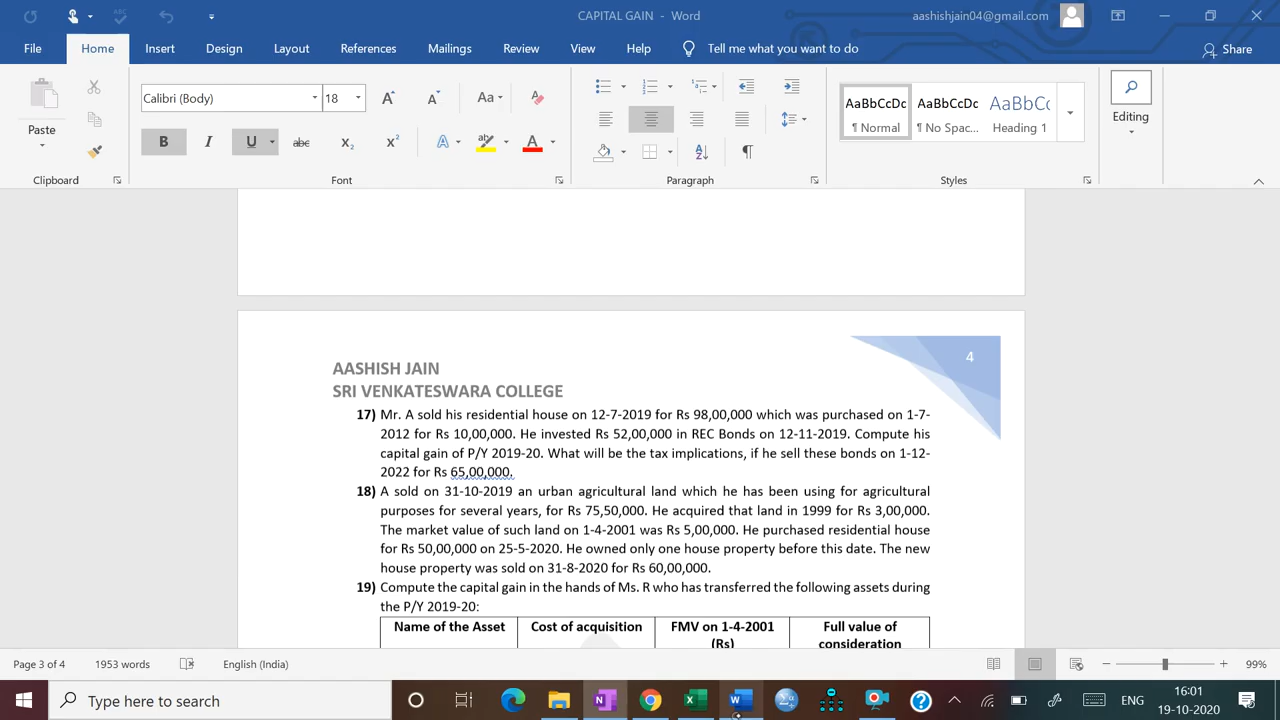 CAPITAL GAIN - Word
aashishjain04@gmail.com
File Home Insert Design Layout References Mailings Review View Help Tell me what you want to do
Share
Calibri (Body) 18 Aa
Paste
B I U abc X₂ X² A A
Clipboard
Font
Paragraph
AaBbCcDc AaBbCcDc AaBbCc
¶ Normal ¶ No Spac... Heading 1
Styles
Editing
4
AASHISH JAIN
SRI VENKATESWARA COLLEGE
17) Mr. A sold his residential house on 12-7-2019 for Rs 98,00,000 which was purchased on 1-7-
2012 for Rs 10,00,000. He invested Rs 52,00,000 in REC Bonds on 12-11-2019. Compute his
capital gain of P/Y 2019-20. What will be the tax implications, if he sell these bonds on 1-12-
2022 for Rs 65,00,000.
18) A sold on 31-10-2019 an urban agricultural land which he has been using for agricultural
purposes for several years, for Rs 75,50,000. He acquired that land in 1999 for Rs 3,00,000.
The market value of such land on 1-4-2001 was Rs 5,00,000. He purchased residential house
for Rs 50,00,000 on 25-5-2020. He owned only one house property before this date. The new
house property was sold on 31-8-2020 for Rs 60,00,000.
19) Compute the capital gain in the hands of Ms. R who has transferred the following assets during
the P/Y 2019-20:
Name of the Asset Cost of acquisition FMV on 1-4-2001 Full value of
(Rs) consideration
Page 3 of 4 1953 words English (India) 99%
Type here to search
ENG
16:01
19-10-2020